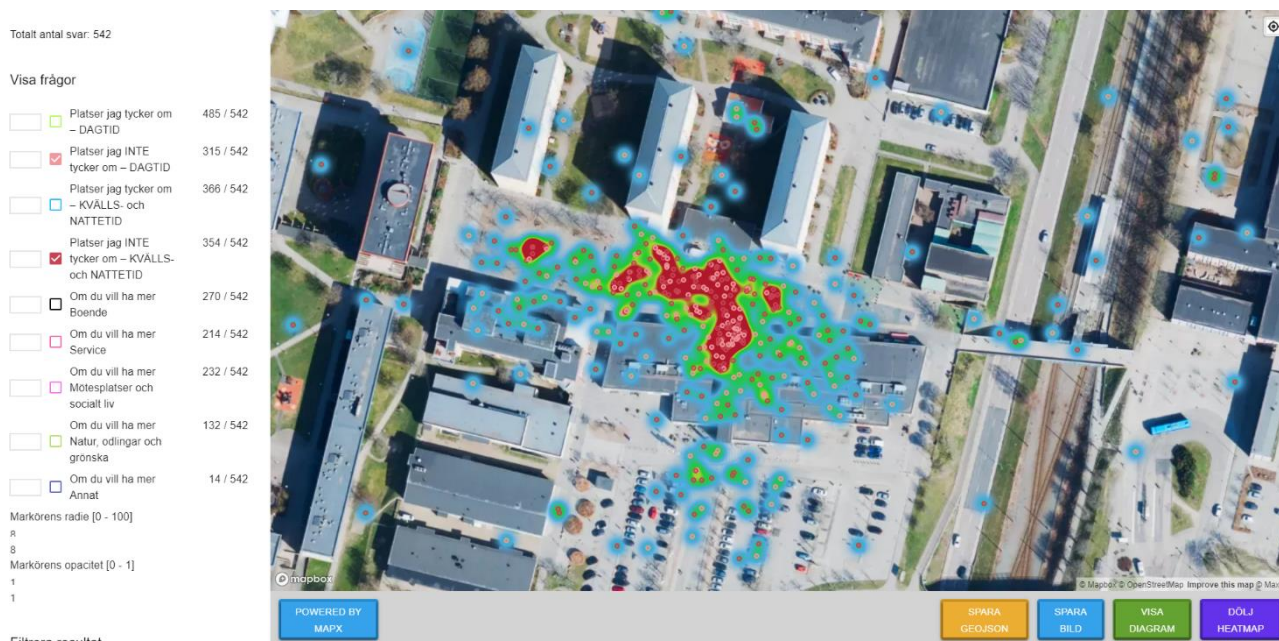 Totalt antal svar: 542
Visa frågor
Platser jag tycker om
– DAGTID
485 / 542
Platser jag INTE
tycker om – DAGTID
315 / 542
Platser jag tycker om
– KVÄLLS- och
NATTETID
366 / 542
Platser jag INTE
tycker om – KVÄLLS-
och NATTETID
354 / 542
Om du vill ha mer
Boende
270 / 542
Om du vill ha mer
Service
214 / 542
Om du vill ha mer
Mötesplatser och
socialt liv
232 / 542
Om du vill ha mer
Natur, odlingar och
grönska
132 / 542
Om du vill ha mer
Annat
14 / 542
Markörens radie [0 - 100]
8
8
Markörens opacitet [0 - 1]
1
1
Filtrera resultat
mapbox
© Mapbox © OpenStreetMap Improve this map © Max
POWERED BY
MAPX
SPARA
GEOJSON
SPARA
BILD
VISA
DIAGRAM
DÖLJ
HEATMAP